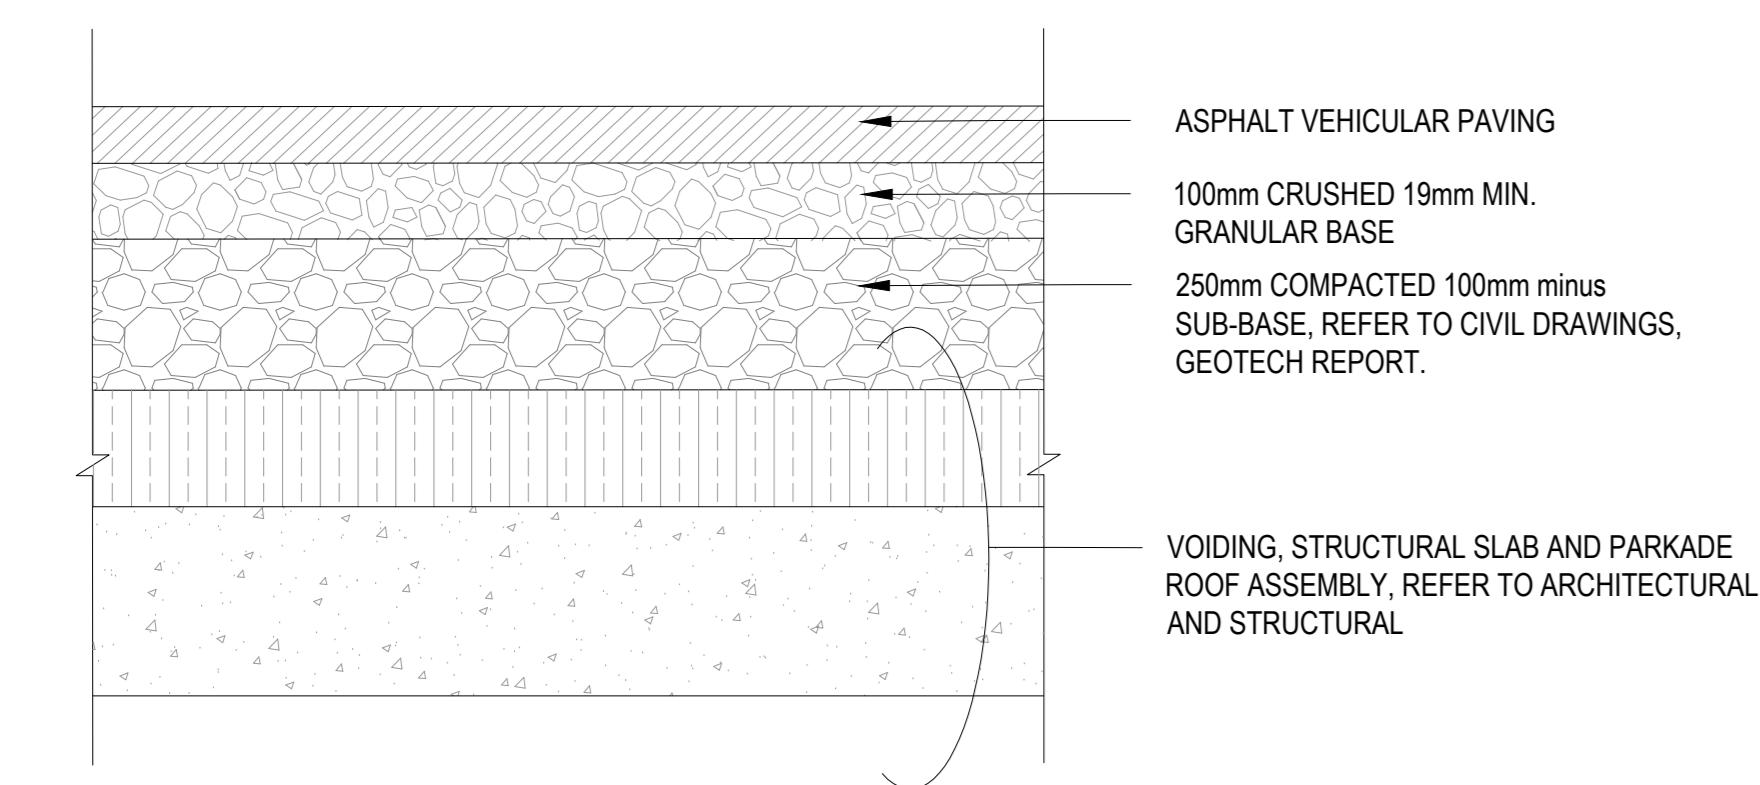 ASPHALT VEHICULAR PAVING
100mm CRUSHED 19mm MIN.
GRANULAR BASE
250mm COMPACTED 100mm minus
SUB-BASE, REFER TO CIVIL DRAWINGS,
GEOTECH REPORT.
VOIDING, STRUCTURAL SLAB AND PARKADE
ROOF ASSEMBLY, REFER TO ARCHITECTURAL
AND STRUCTURAL